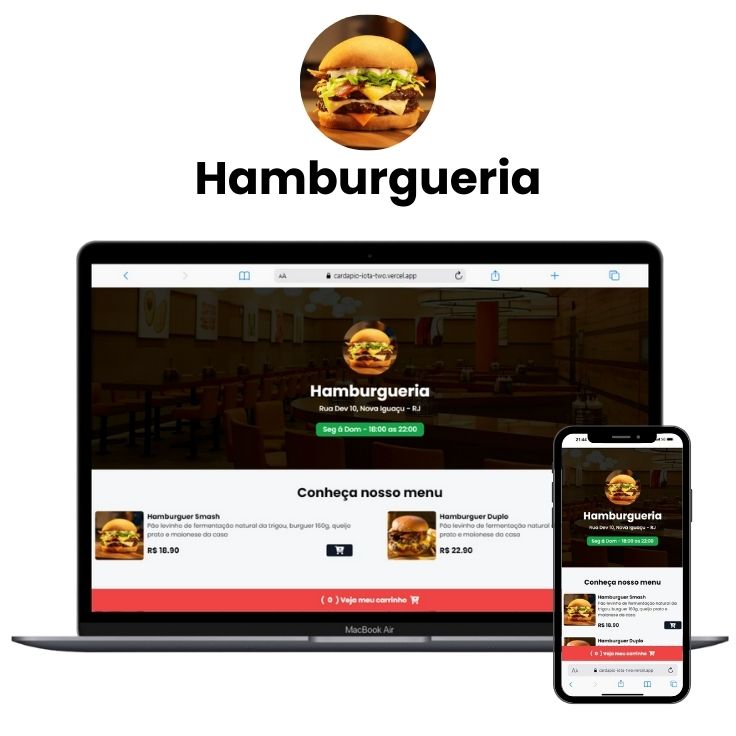 Hamburgueria
AA
cardapio-iota-two.vercel.app
Hamburgueria
Rua Dev 10, Nova Iguaçu - RJ
Seg á Dom - 18:00 as 22:00
Conheça nosso menu
Hamburguer Smash
Pão levinho de fermentação natural da trigou, burguer 160g, queijo
prato e maionese da casa
R$ 18.90
Hamburguer Duplo
Pão levinho de fermentação natural
prato e maionese da casa
R$ 22.90
( 0 ) Veja meu carrinho
MacBook Air
21:44
Hamburgueria
Rua Dev 10, Nova Iguaçu - RJ
Seg á Dom - 18:00 as 22:00
Conheça nosso menu
Hamburguer Smash
Pão levinho de fermentação natural da
trigou, burguer 160g, queijo prato e
maionese da casa
R$ 18.90
Hamburguer Duplo
( 0 ) Veja meu carrinho
AA
cardapio-iota-two.vercel.app